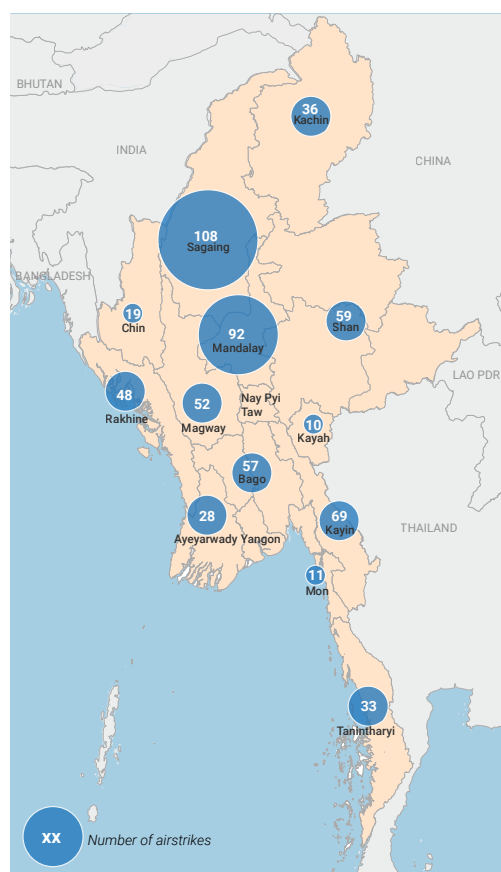 BHUTAN
36
Kachin
INDIA
CHINA
108
Sagaing
BANGLADESH
19
Chin
92
Mandalay
59
Shan
LAO PDR
48
Rakhine
52
Magway
Nay Pyi
Taw
10
Kayah
57
Bago
28
Ayeyarwady
Yangon
69
Kayin
THAILAND
11
Mon
33
Tanintharyi
xx
Number of airstrikes